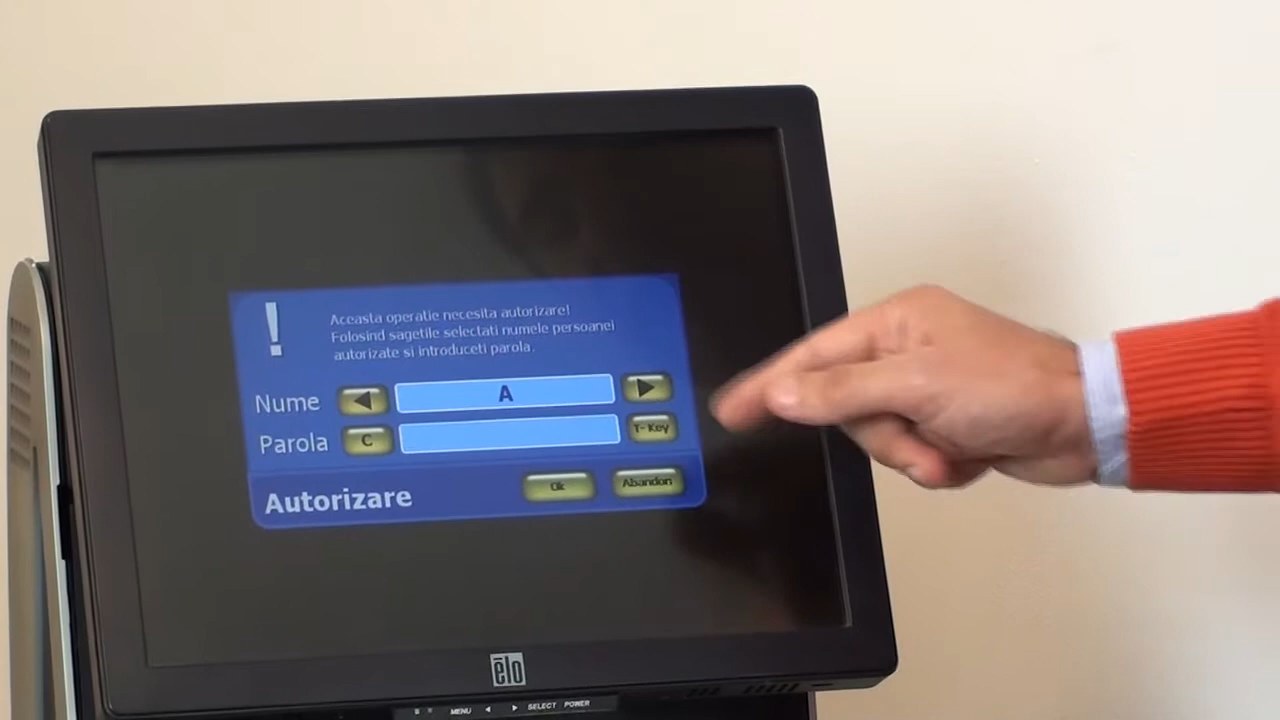 !
Aceasta operatie necesita autorizare!
Folosind sagetile selectati numele persoanei
autorizate si introduceti parola.
Nume A
Parola C T- Key
Autorizare Ok Abandon
ēlo
MENU SELECT POWER